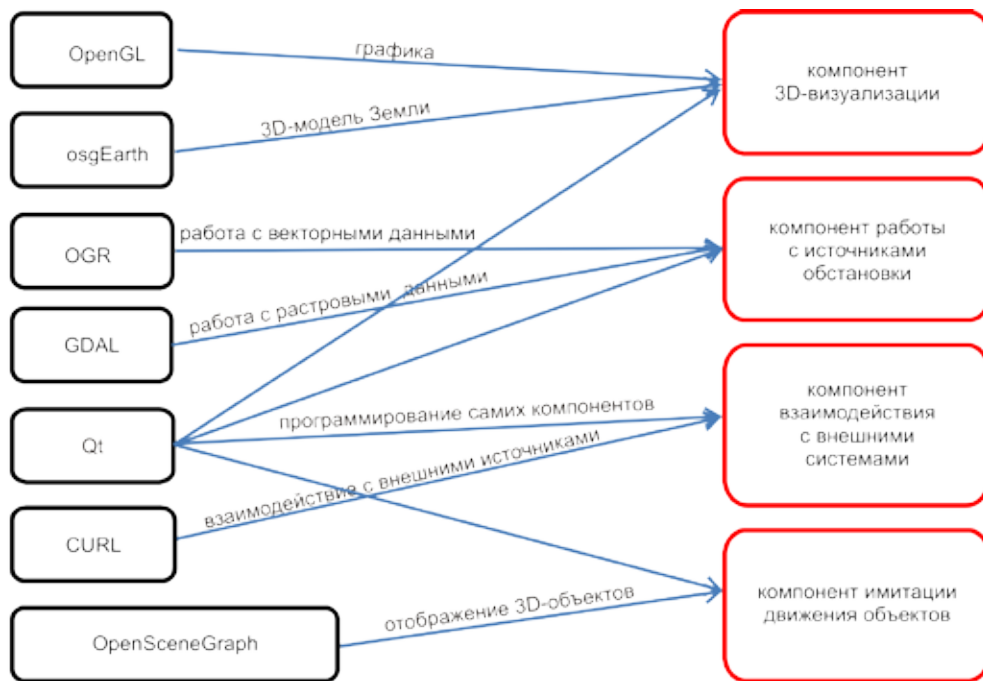 OpenGL
графика
компонент
3D-визуализации
osgEarth
3D-модель Земли
OGR
работа с векторными данными
компонент работы
с источниками
обстановки
GDAL
работа с растровыми данными
Qt
программирование самих компонентов
компонент
взаимодействия
с внешними
системами
CURL
взаимодействие с внешними источниками
OpenSceneGraph
отображение 3D-объектов
компонент имитации
движения объектов